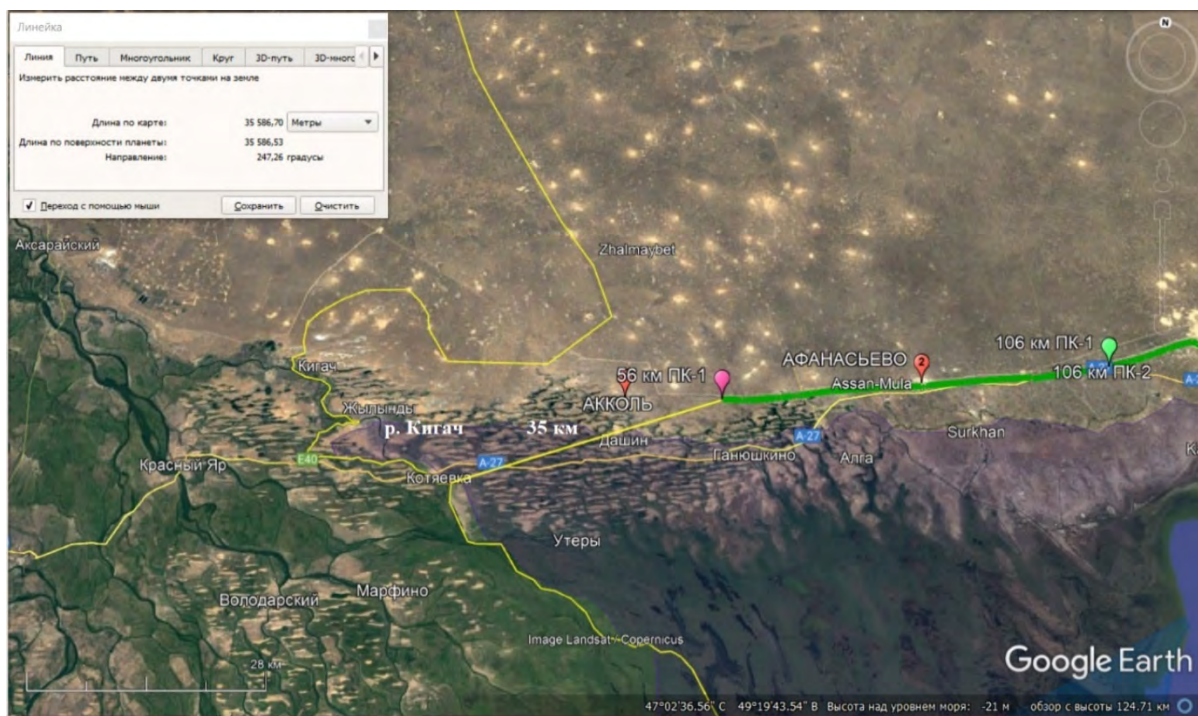 Линейка
Линия Путь Многоугольник Круг 3D-путь 3D-многс
Измерить расстояние между двумя точками на земле
Длина по карте: 35 586,70 Метры
Длина по поверхности планеты: 35 586,53
Направление: 247,26 градусы
Переход с помощью мыши Сохранить Очистить
N
Аксарайский
Zhalmaybet
106 км ПК-1
Кигач
56 км ПК-1
АФАНАСЬЕВО
2
106 км ПК-2
Assan-Mula
АККОЛЬ
Жылынды
р. Кигач 35 км
Дашин
A-27
Surkhan
Ганюшкино
Алга
E40
A-27
Красный Яр
Котяевка
Утеры
Марфино
Володарский
Image Landsat / Copernicus
28 км
Google Earth
47°02'36.56" С 49°19'43.54" В Высота над уровнем моря: -21 м обзор с высоты 124.71 км